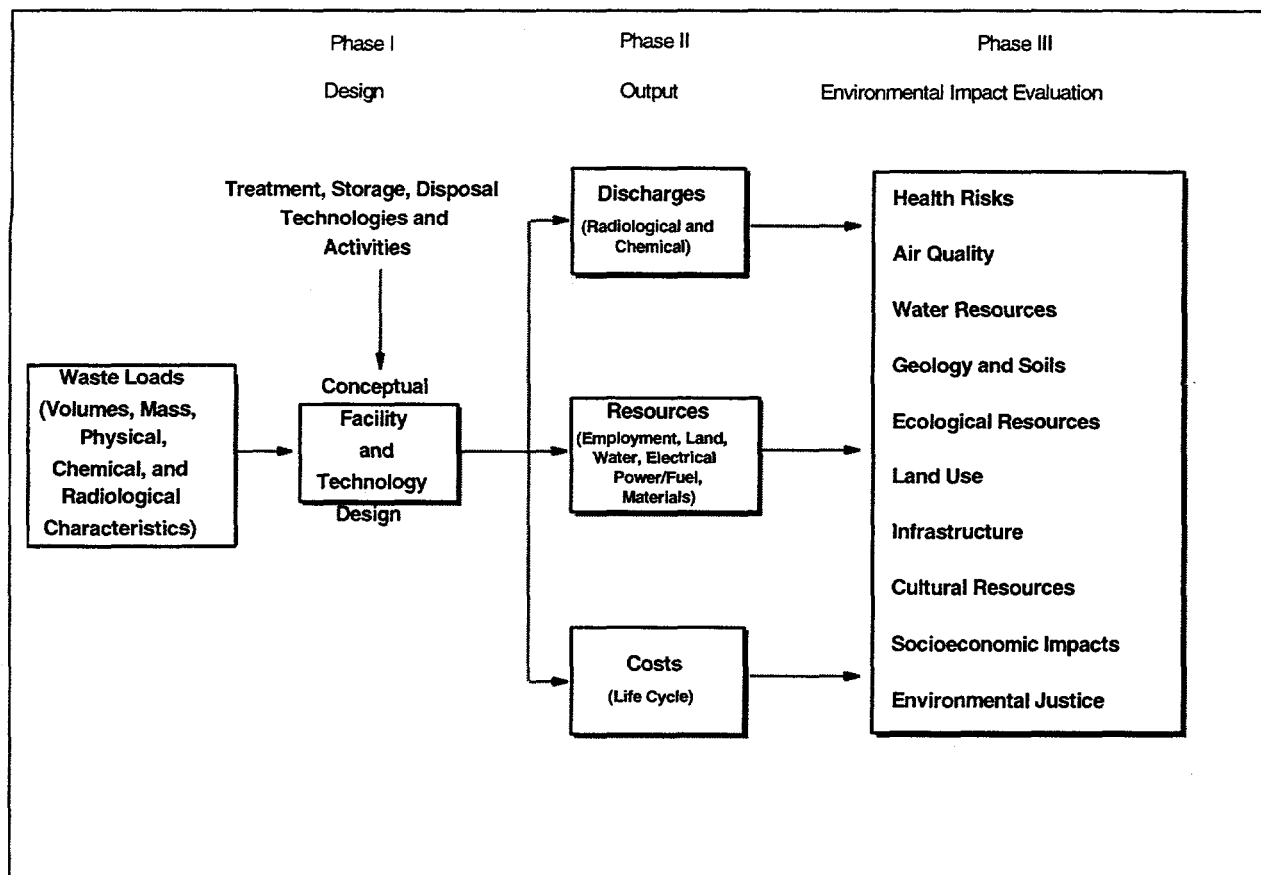 Phase I
Phase II
Phase III
Design
Output
Environmental Impact Evaluation
Treatment, Storage, Disposal
Technologies and
Activities
Waste Loads
(Volumes, Mass,
Physical,
Chemical, and
Radiological
Characteristics)
Conceptual
Facility
and
Technology
Design
Discharges
(Radiological and
Chemical)
Resources
(Employment, Land,
Water, Electrical
Power/Fuel,
Materials)
Costs
(Life Cycle)
Health Risks
Air Quality
Water Resources
Geology and Soils
Ecological Resources
Land Use
Infrastructure
Cultural Resources
Socioeconomic Impacts
Environmental Justice